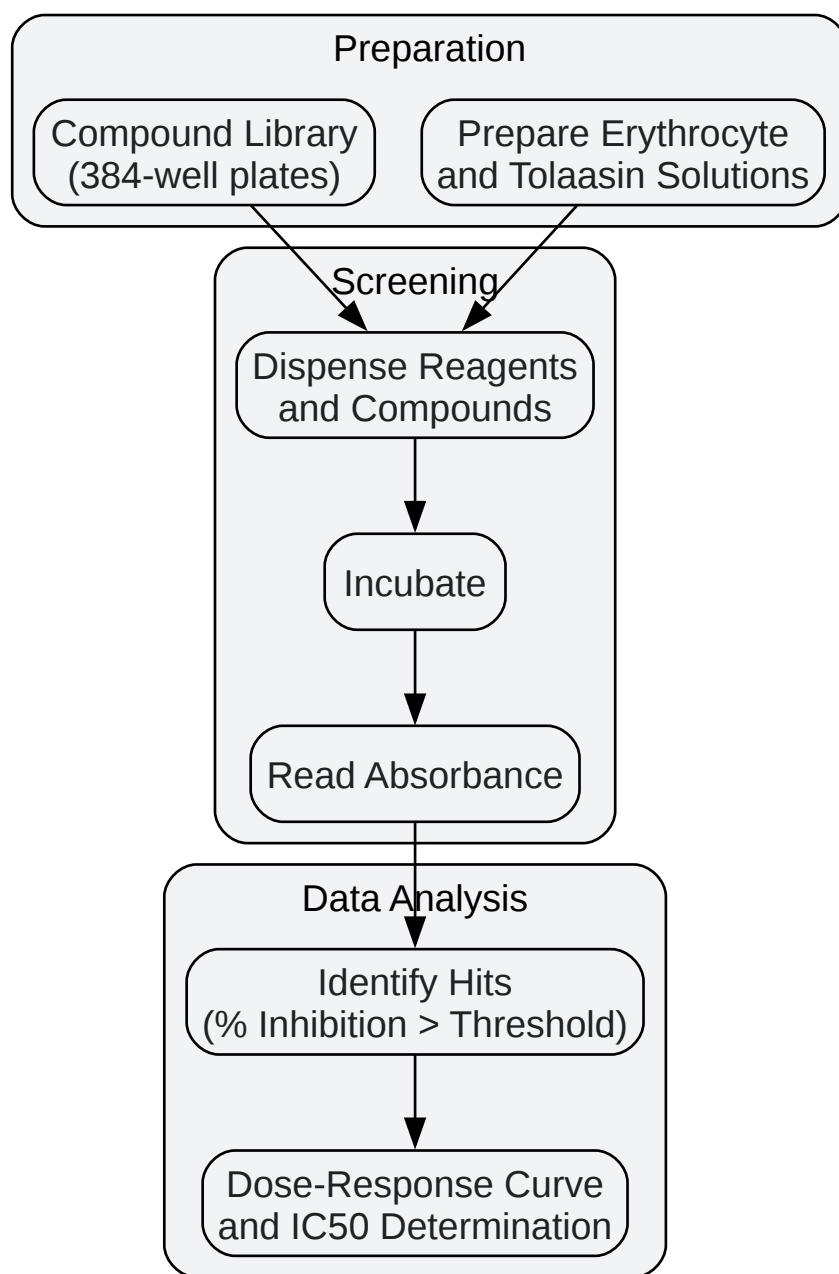 Preparation
Compound Library
(384-well plates)
Prepare Erythrocyte
and Tolaasin Solutions
Screening
Dispense Reagents
and Compounds
Incubate
Read Absorbance
Data Analysis
Identify Hits
(% Inhibition > Threshold)
Dose-Response Curve
and IC50 Determination